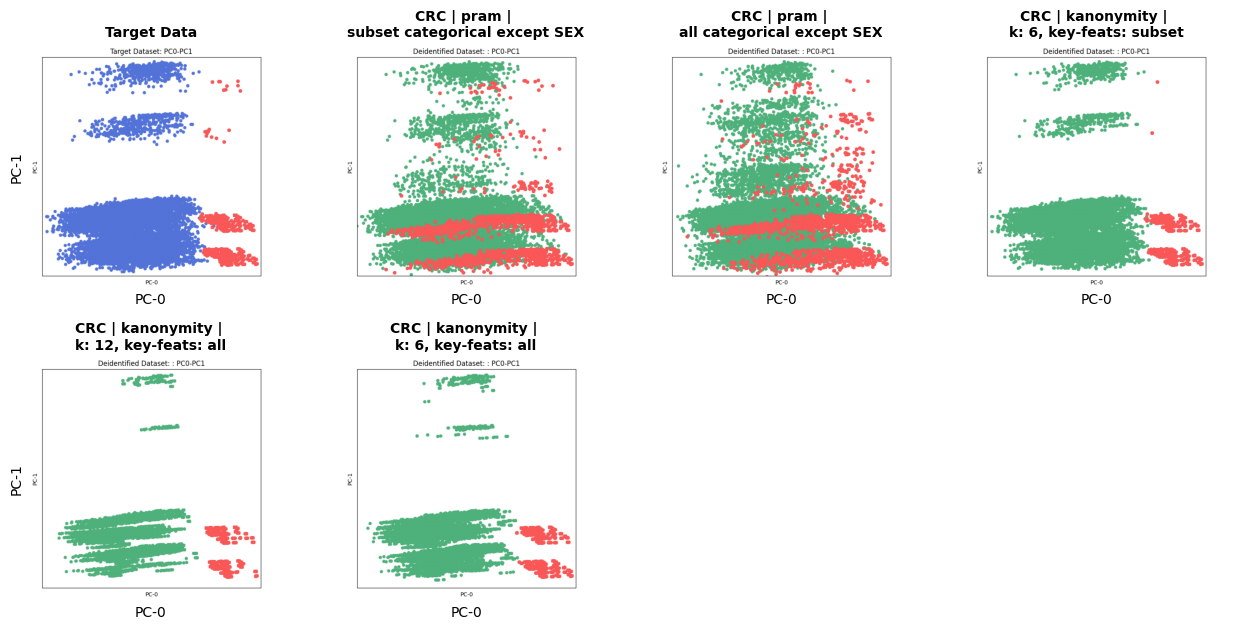 Target Data
Target Dataset: PC0-PC1
PC-1
PC-1
PC-0
PC-0
CRC | pram |
subset categorical except SEX
Deidentified Dataset: : PC0-PC1
PC-1
PC-0
PC-0
CRC | pram |
all categorical except SEX
Deidentified Dataset: : PC0-PC1
PC-1
PC-0
PC-0
CRC | kanonymity |
k: 6, key-feats: subset
Deidentified Dataset: : PC0-PC1
PC-1
PC-0
PC-0
CRC | kanonymity |
k: 12, key-feats: all
Deidentified Dataset: : PC0-PC1
PC-1
PC-1
PC-0
PC-0
CRC | kanonymity |
k: 6, key-feats: all
Deidentified Dataset: : PC0-PC1
PC-1
PC-0
PC-0